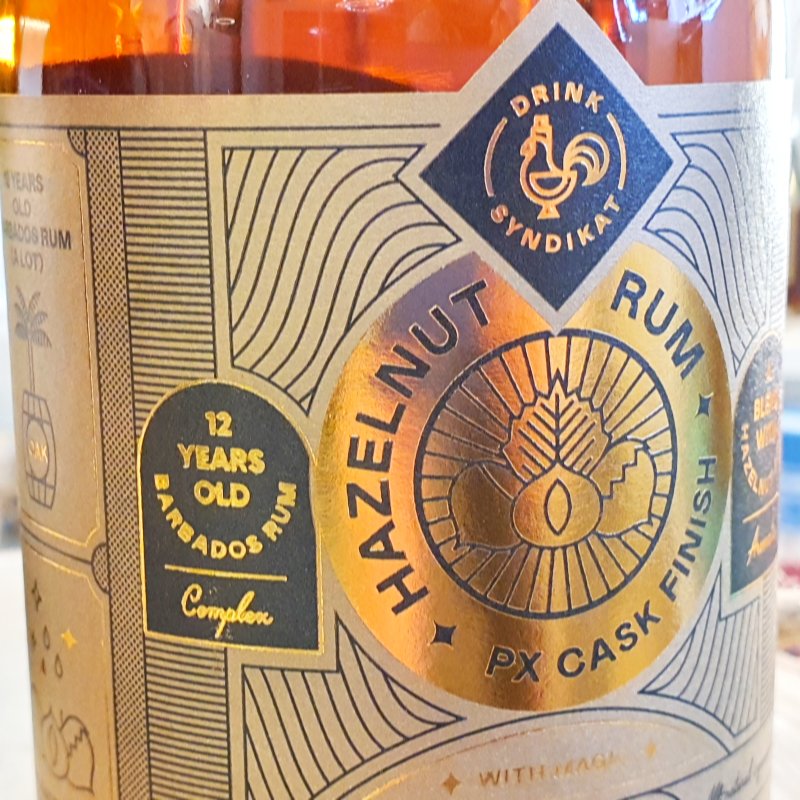 DRINK
SYNDIKAT
HAZELNUT RUM
PX CASK FINISH
12
YEARS
OLD
BARBADOS RUM
Complex
YEARS
OLD
RUM
LOT)
OAK
WITH